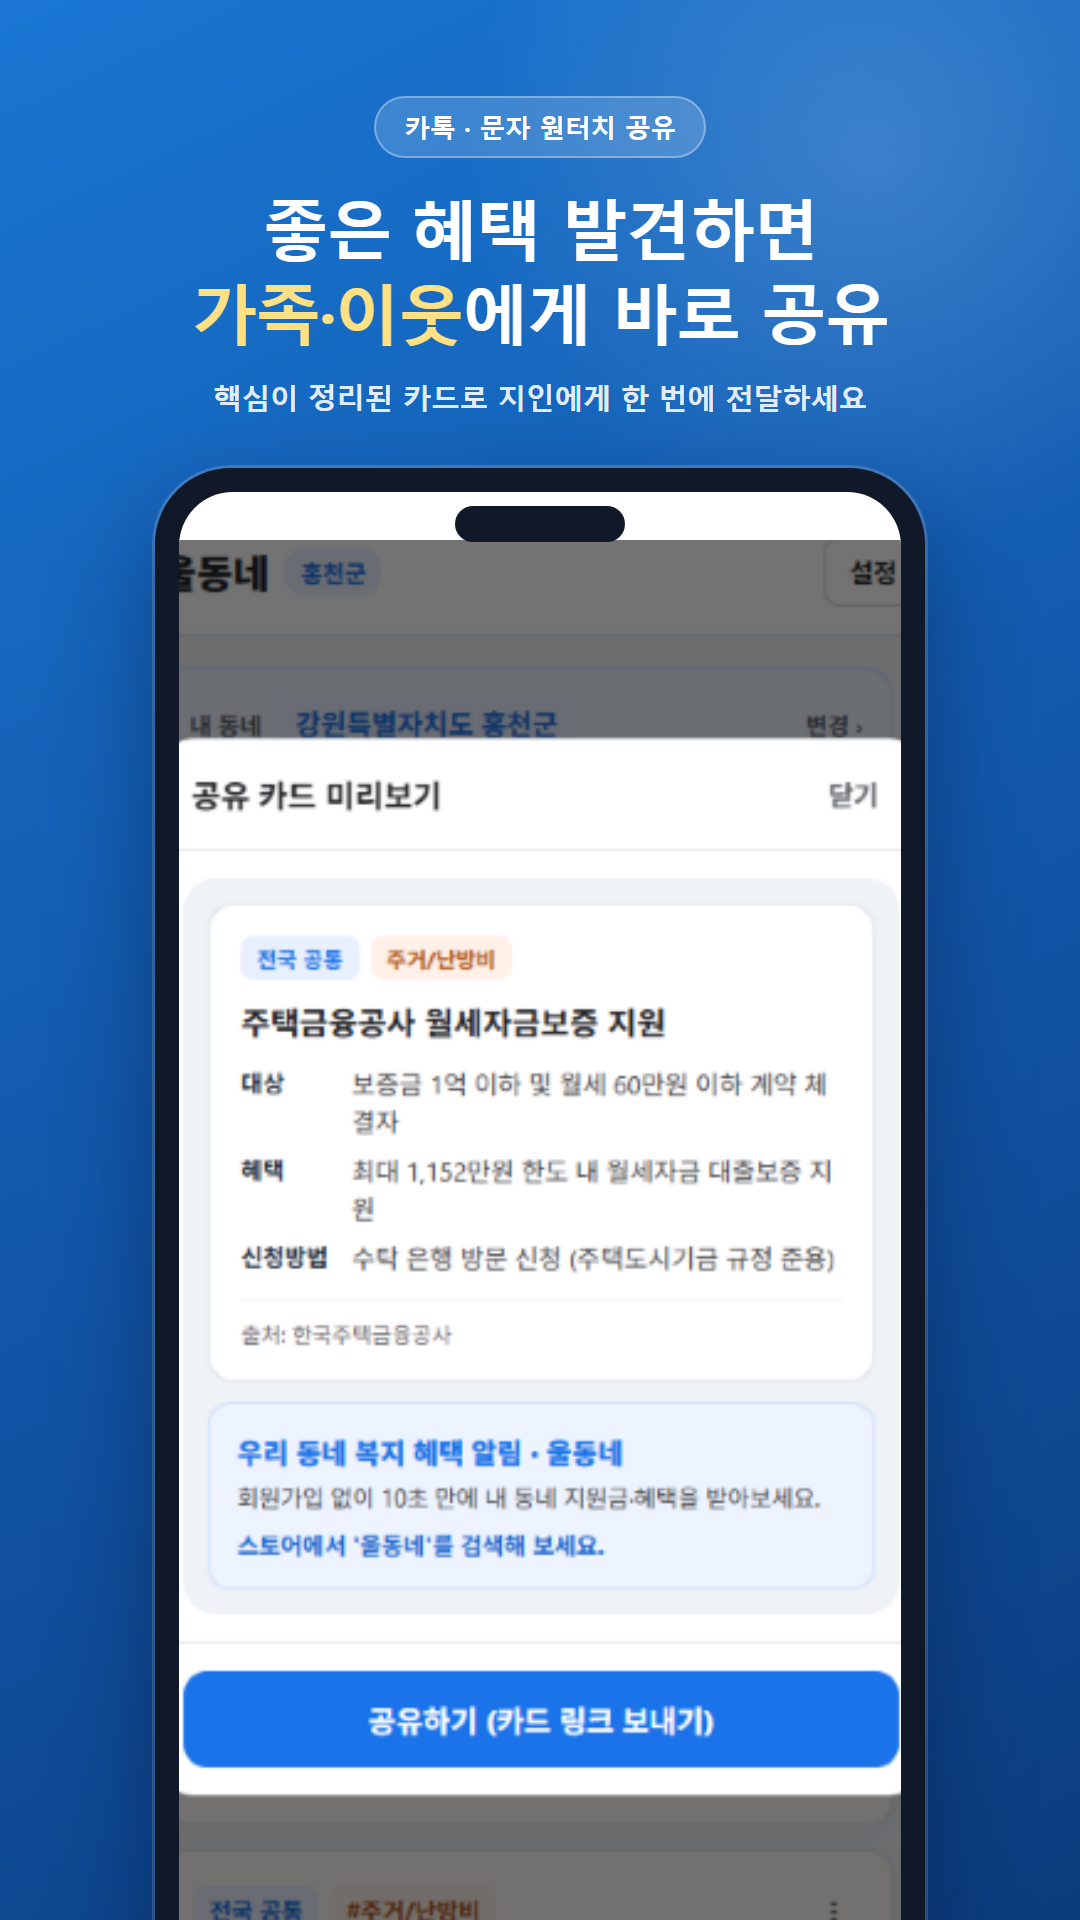 카톡 · 문자 원터치 공유
좋은 혜택 발견하면
가족·이웃에게 바로 공유
핵심이 정리된 카드로 지인에게 한 번에 전달하세요
울동네 홍천군 설정
내 동네 강원특별자치도 홍천군 변경 ›
공유 카드 미리보기 닫기
전국 공통 주거/난방비
주택금융공사 월세자금보증 지원
대상 보증금 1억 이하 및 월세 60만원 이하 계약 체
결자
혜택 최대 1,152만원 한도 내 월세자금 대출보증 지
원
신청방법 수탁 은행 방문 신청 (주택도시기금 규정 준용)
출처: 한국주택금융공사
우리 동네 복지 혜택 알림 · 울동네
회원가입 없이 10초 만에 내 동네 지원금·혜택을 받아보세요.
스토어에서 '울동네'를 검색해 보세요.
공유하기 (카드 링크 보내기)
전국 공통 #주거/난방비